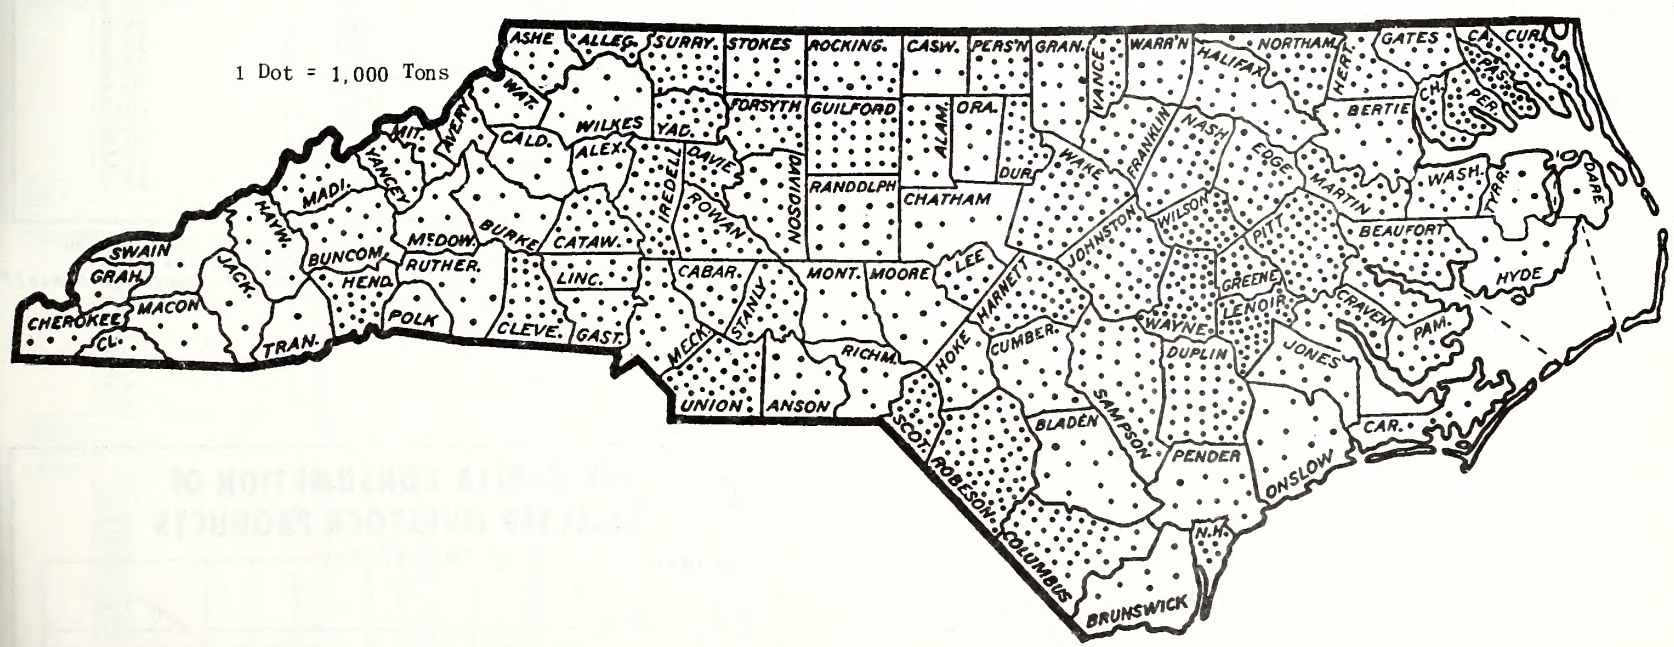 ASHE
ALLEG.
SURRY.
STOKES
ROCKING.
CASW.
PERS'N
GRAN.
VANCE
WARR'N
HALIFAX
NORTHAM.
HERT.
GATES
CA.
CUR.
PAS.
PER.
CH.
1 Dot = 1,000 Tons
WAT.
WILKES
YAD.
FORSYTH
GUILFORD
ALAM.
ORA.
DUR.
FRANKLIN
NASH
EDGE.
BERTIE
MIT.
AVERY
CALD.
ALEX.
IREDELL
DAVIE
DAVIDSON
RANDOLPH
CHATHAM
WAKE
WILSON
MARTIN
WASH.
TYRR.
DARE
MADI.
YANCEY
HAYW.
BUNCOM.
McDOW.
BURKE
CATAW.
ROWAN
JOHNSTON
PITT
BEAUFORT
HYDE
SWAIN
GRAH.
JACK.
HEND.
RUTHER.
LINC.
CABAR.
STANLY
MONT.
MOORE
LEE
HARNETT
GREENE
LENOIR
CRAVEN
PAM.
CHEROKEE
MACON
CL.
TRAN.
POLK
CLEVE.
GAST.
MECK.
RICHM.
HOKE
CUMBER.
WAYNE
DUPLIN
JONES
UNION
ANSON
SCOT.
ROBESON
BLADEN
SAMPSON
PENDER
ONSLOW
CAR.
COLUMBUS
N.H.
BRUNSWICK